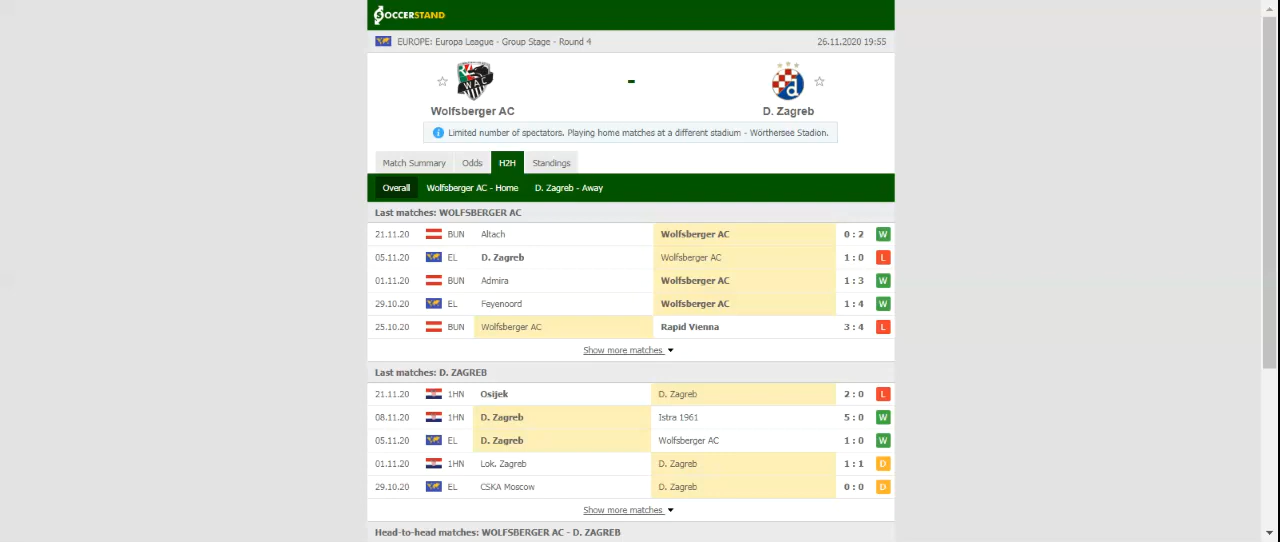 SOCCERSTAND
EUROPE: Europa League - Group Stage - Round 4 26.11.2020 19:55
WAC
Wolfsberger AC - D. Zagreb
Limited number of spectators. Playing home matches at a different stadium - Wörthersee Stadion.
Match Summary Odds H2H Standings
Overall Wolfsberger AC - Home D. Zagreb - Away
Last matches: WOLFSBERGER AC
21.11.20 BUN Altach Wolfsberger AC 0 : 2 W
05.11.20 EL D. Zagreb Wolfsberger AC 1 : 0 L
01.11.20 BUN Admira Wolfsberger AC 1 : 3 W
29.10.20 EL Feyenoord Wolfsberger AC 1 : 4 W
25.10.20 BUN Wolfsberger AC Rapid Vienna 3 : 4 L
Show more matches
Last matches: D. ZAGREB
21.11.20 1HN Osijek D. Zagreb 2 : 0 L
08.11.20 1HN D. Zagreb Istra 1961 5 : 0 W
05.11.20 EL D. Zagreb Wolfsberger AC 1 : 0 W
01.11.20 1HN Lok. Zagreb D. Zagreb 1 : 1 D
29.10.20 EL CSKA Moscow D. Zagreb 0 : 0 D
Show more matches
Head-to-head matches: WOLFSBERGER AC - D. ZAGREB